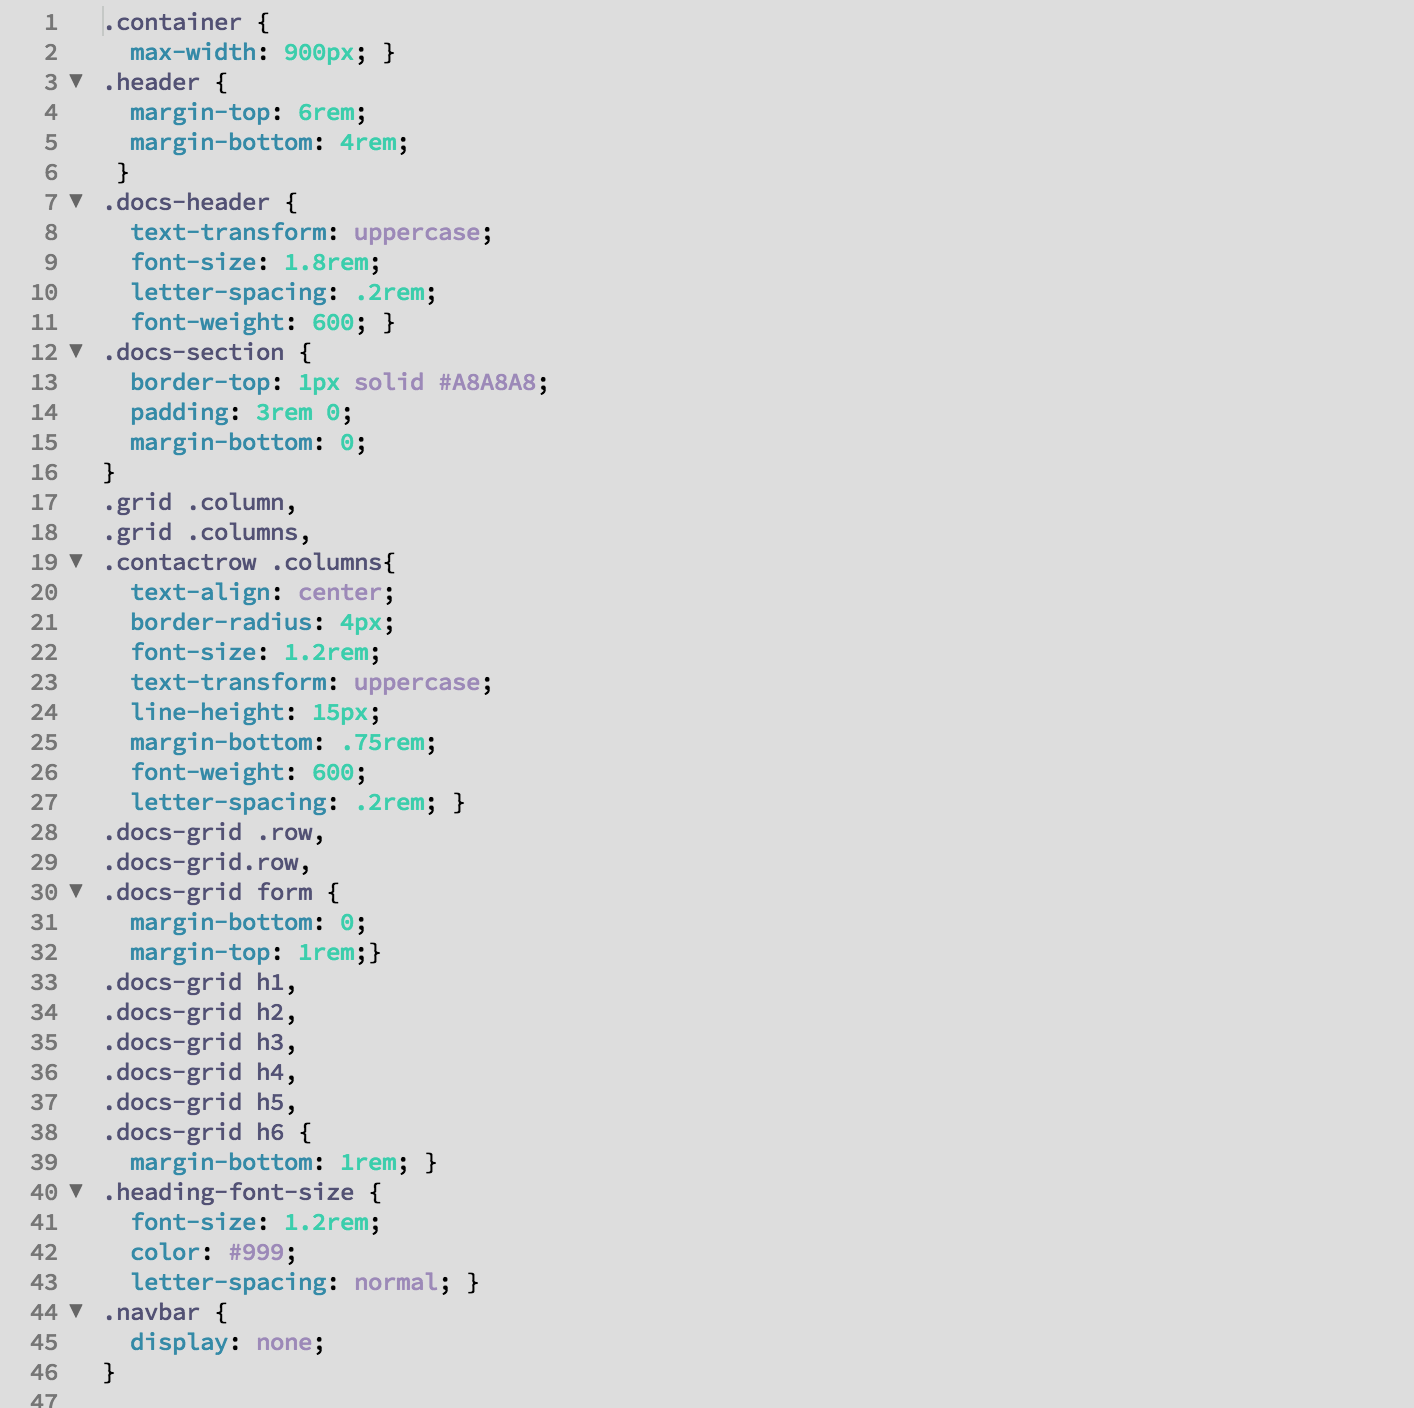 1 .container {
2   max-width: 900px; }
3 ▼ .header {
4   margin-top: 6rem;
5   margin-bottom: 4rem;
6  }
7 ▼ .docs-header {
8   text-transform: uppercase;
9   font-size: 1.8rem;
10   letter-spacing: .2rem;
11   font-weight: 600; }
12 ▼ .docs-section {
13   border-top: 1px solid #A8A8A8;
14   padding: 3rem 0;
15   margin-bottom: 0;
16 }
17 .grid .column,
18 .grid .columns,
19 ▼ .contactrow .columns{
20   text-align: center;
21   border-radius: 4px;
22   font-size: 1.2rem;
23   text-transform: uppercase;
24   line-height: 15px;
25   margin-bottom: .75rem;
26   font-weight: 600;
27   letter-spacing: .2rem; }
28 .docs-grid .row,
29 .docs-grid.row,
30 ▼ .docs-grid form {
31   margin-bottom: 0;
32   margin-top: 1rem;}
33 .docs-grid h1,
34 .docs-grid h2,
35 .docs-grid h3,
36 .docs-grid h4,
37 .docs-grid h5,
38 .docs-grid h6 {
39   margin-bottom: 1rem; }
40 ▼ .heading-font-size {
41   font-size: 1.2rem;
42   color: #999;
43   letter-spacing: normal; }
44 ▼ .navbar {
45   display: none;
46 }
47